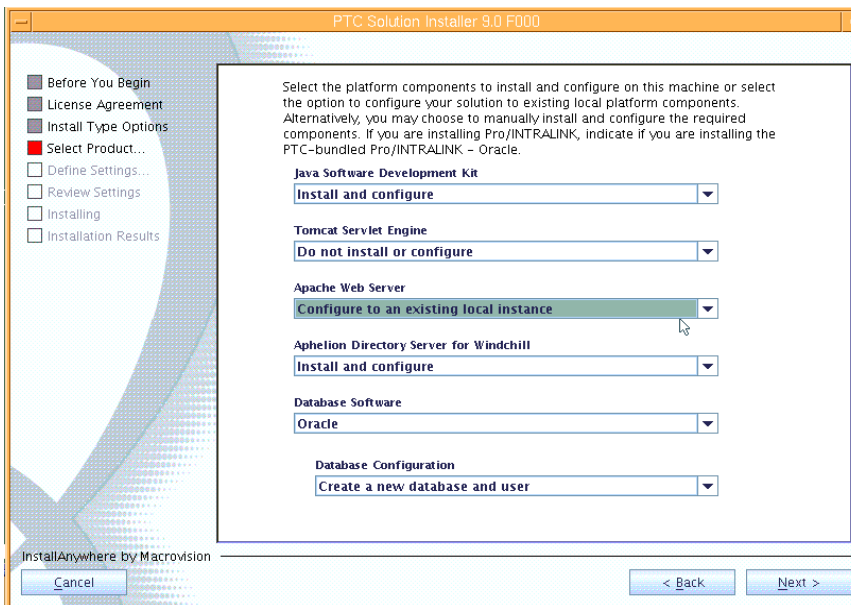 PTC Solution Installer 9.0 F000
Before You Begin
License Agreement
Install Type Options
Select Product...
Define Settings...
Review Settings
Installing
Installation Results
Select the platform components to install and configure on this machine or select
the option to configure your solution to existing local platform components.
Alternatively, you may choose to manually install and configure the required
components. If you are installing Pro/INTRALINK, indicate if you are installing the
PTC-bundled Pro/INTRALINK - Oracle.
Java Software Development Kit
Install and configure
Tomcat Servlet Engine
Do not install or configure
Apache Web Server
Configure to an existing local instance
Aphelion Directory Server for Windchill
Install and configure
Database Software
Oracle
Database Configuration
Create a new database and user
InstallAnywhere by Macrovision
Cancel
< Back
Next >